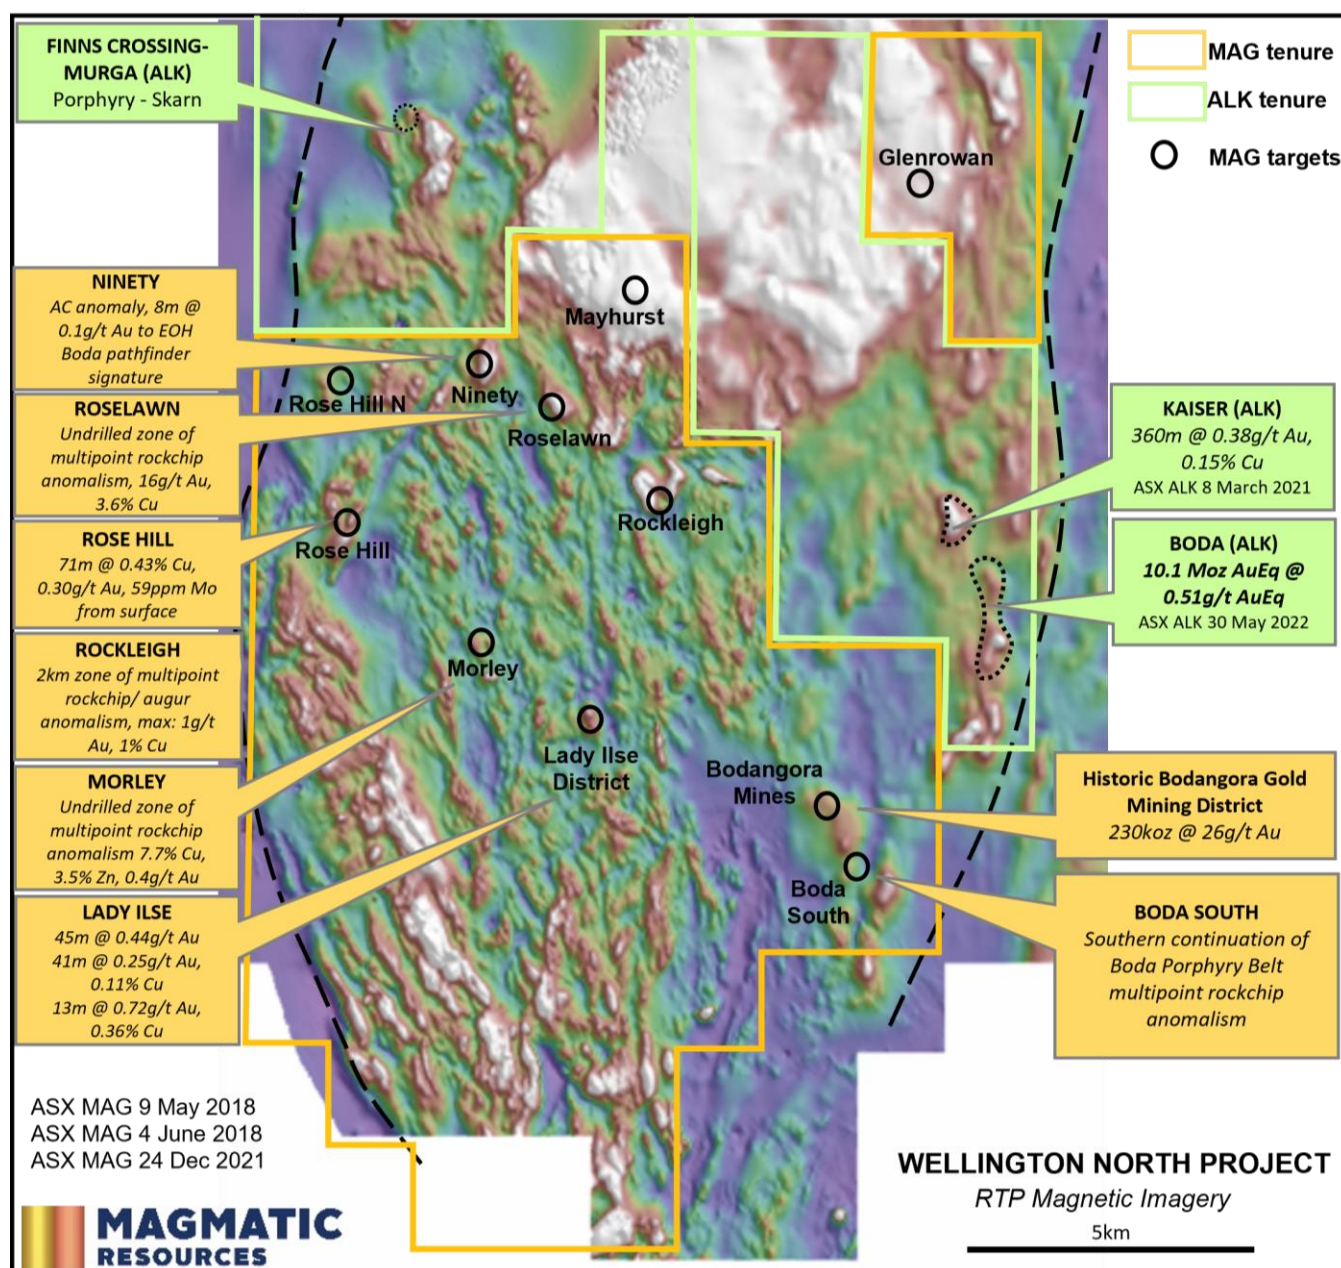 FINNS CROSSING-
MURGA (ALK)
Porphyry - Skarn
MAG tenure
ALK tenure
MAG targets
Glenrowan
NINETY
AC anomaly, 8m @
0.1g/t Au to EOH
Boda pathfinder
signature
Mayhurst
Rose Hill N
Ninety
Roselawn
ROSELAWN
Undrilled zone of
multipoint rockchip
anomalism, 16g/t Au,
3.6% Cu
KAISER (ALK)
360m @ 0.38g/t Au,
0.15% Cu
ASX ALK 8 March 2021
Rockleigh
Rose Hill
ROSE HILL
71m @ 0.43% Cu,
0.30g/t Au, 59ppm Mo
from surface
BODA (ALK)
10.1 Moz AuEq @
0.51g/t AuEq
ASX ALK 30 May 2022
ROCKLEIGH
2km zone of multipoint
rockchip/ augur
anomalism, max: 1g/t
Au, 1% Cu
Morley
MORLEY
Undrilled zone of
multipoint rockchip
anomalism 7.7% Cu,
3.5% Zn, 0.4g/t Au
Lady Ilse
District
Bodangora
Mines
Historic Bodangora Gold
Mining District
230koz @ 26g/t Au
LADY ILSE
45m @ 0.44g/t Au
41m @ 0.25g/t Au,
0.11% Cu
13m @ 0.72g/t Au,
0.36% Cu
Boda
South
BODA SOUTH
Southern continuation of
Boda Porphyry Belt
multipoint rockchip
anomalism
ASX MAG 9 May 2018
ASX MAG 4 June 2018
ASX MAG 24 Dec 2021
MAGMATIC
RESOURCES
WELLINGTON NORTH PROJECT
RTP Magnetic Imagery
5km